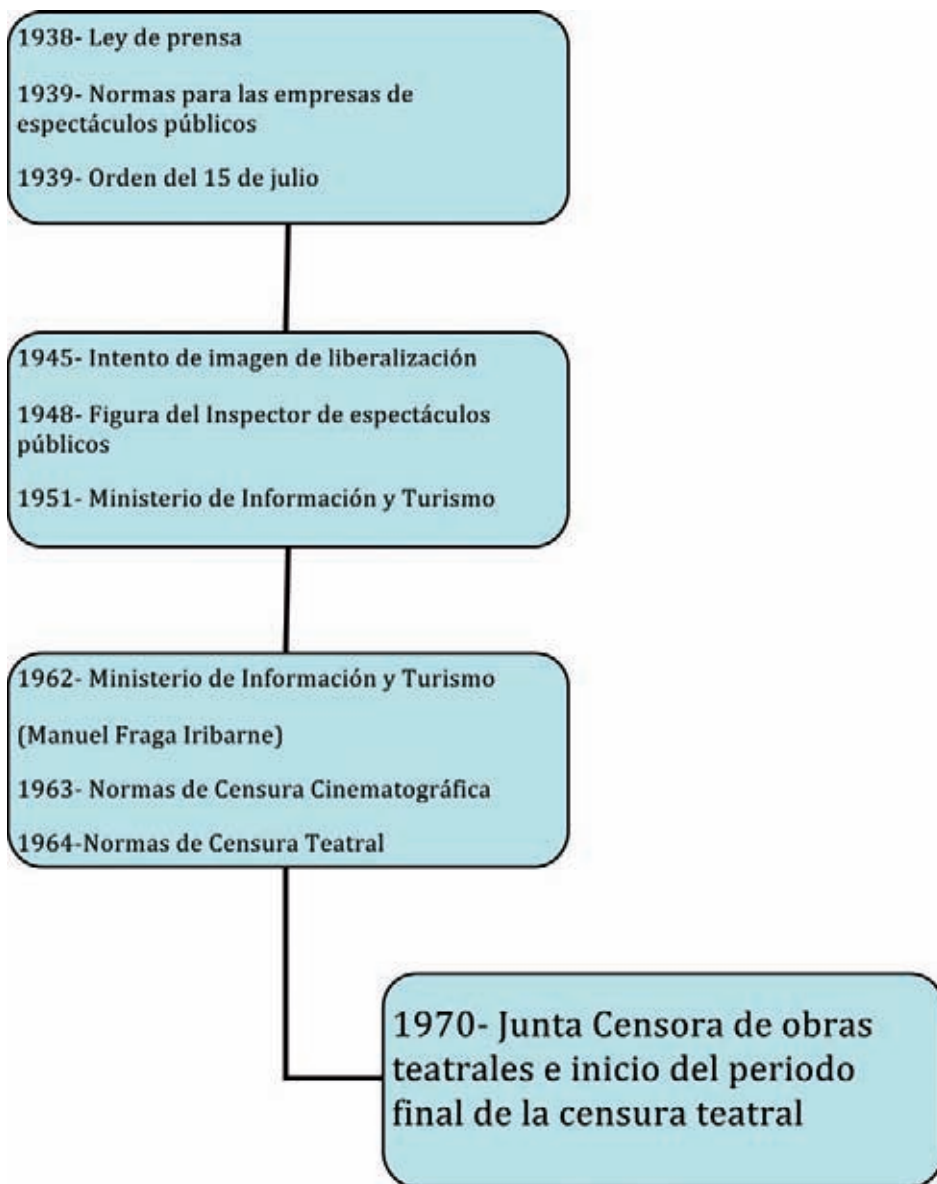 1938- Ley de prensa
1939- Normas para las empresas de
espectáculos públicos
1939- Orden del 15 de julio
1945- Intento de imagen de liberalización
1948- Figura del Inspector de espectáculos
públicos
1951- Ministerio de Información y Turismo
1962- Ministerio de Información y Turismo
(Manuel Fraga Iribarne)
1963- Normas de Censura Cinematográfica
1964-Normas de Censura Teatral
1970- Junta Censora de obras
teatrales e inicio del periodo
final de la censura teatral